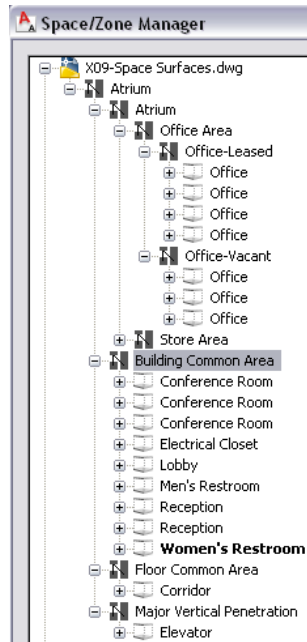 Space/Zone Manager
X09-Space Surfaces.dwg
Atrium
Atrium
Office Area
Office-Leased
Office
Office
Office
Office
Office-Vacant
Office
Office
Office
Store Area
Building Common Area
Conference Room
Conference Room
Conference Room
Electrical Closet
Lobby
Men's Restroom
Reception
Reception
Women's Restroom
Floor Common Area
Corridor
Major Vertical Penetration
Elevator